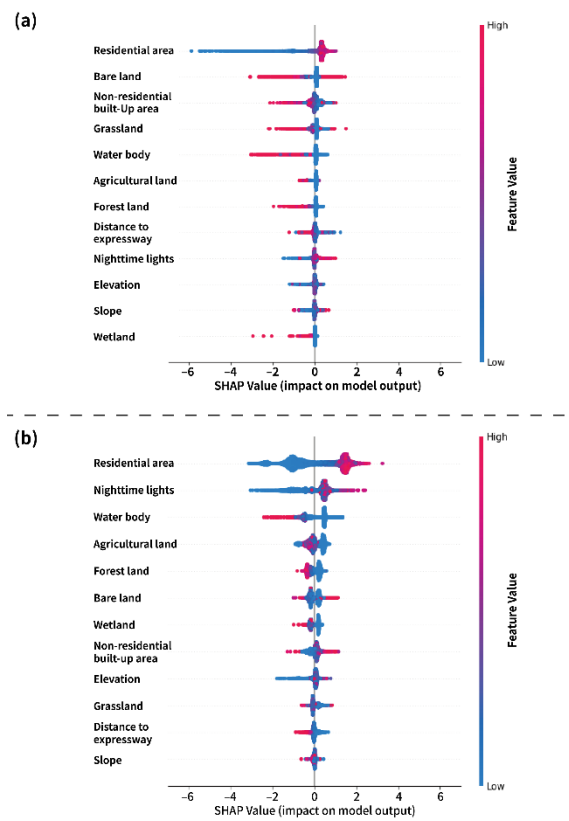 (a)
High
Residential area
Bare land
Non-residential
built-Up area
Grassland
Water body
Agricultural land
Forest land
Distance to
expressway
Nighttime lights
Elevation
Slope
Wetland
Feature Value
Low
−6 −4 −2 0 2 4 6
SHAP Value (impact on model output)
(b)
High
Residential area
Nighttime lights
Water body
Agricultural land
Forest land
Bare land
Wetland
Non-residential
built-up area
Elevation
Grassland
Distance to
expressway
Slope
Feature Value
Low
−6 −4 −2 0 2 4 6
SHAP Value (impact on model output)